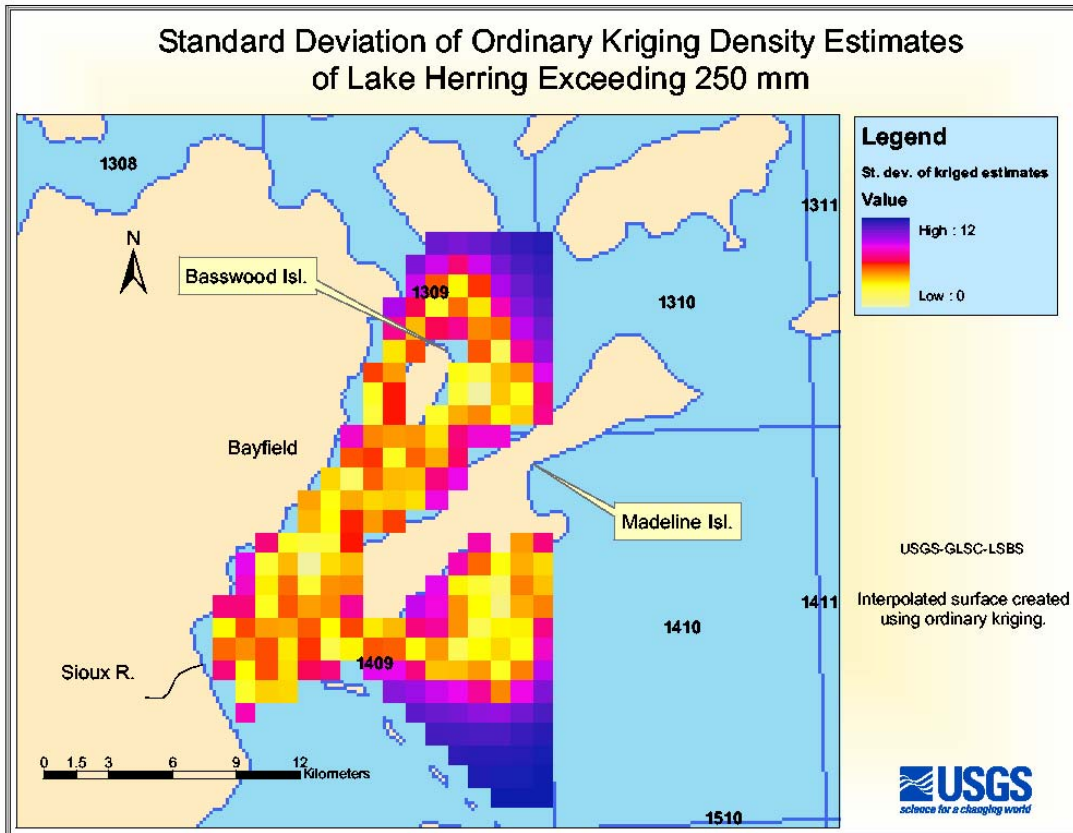 Standard Deviation of Ordinary Kriging Density Estimates
of Lake Herring Exceeding 250 mm
1308
N
Basswood Isl.
1309
1310
1311
Bayfield
Madeline Isl.
1410
1411
1409
Sioux R.
0 1.5 3 6 9 12
Kilometers
1510
Legend
St. dev. of kriged estimates
Value
High : 12
Low : 0
USGS-GLSC-LSBS
Interpolated surface created
using ordinary kriging.
USGS
science for a changing world